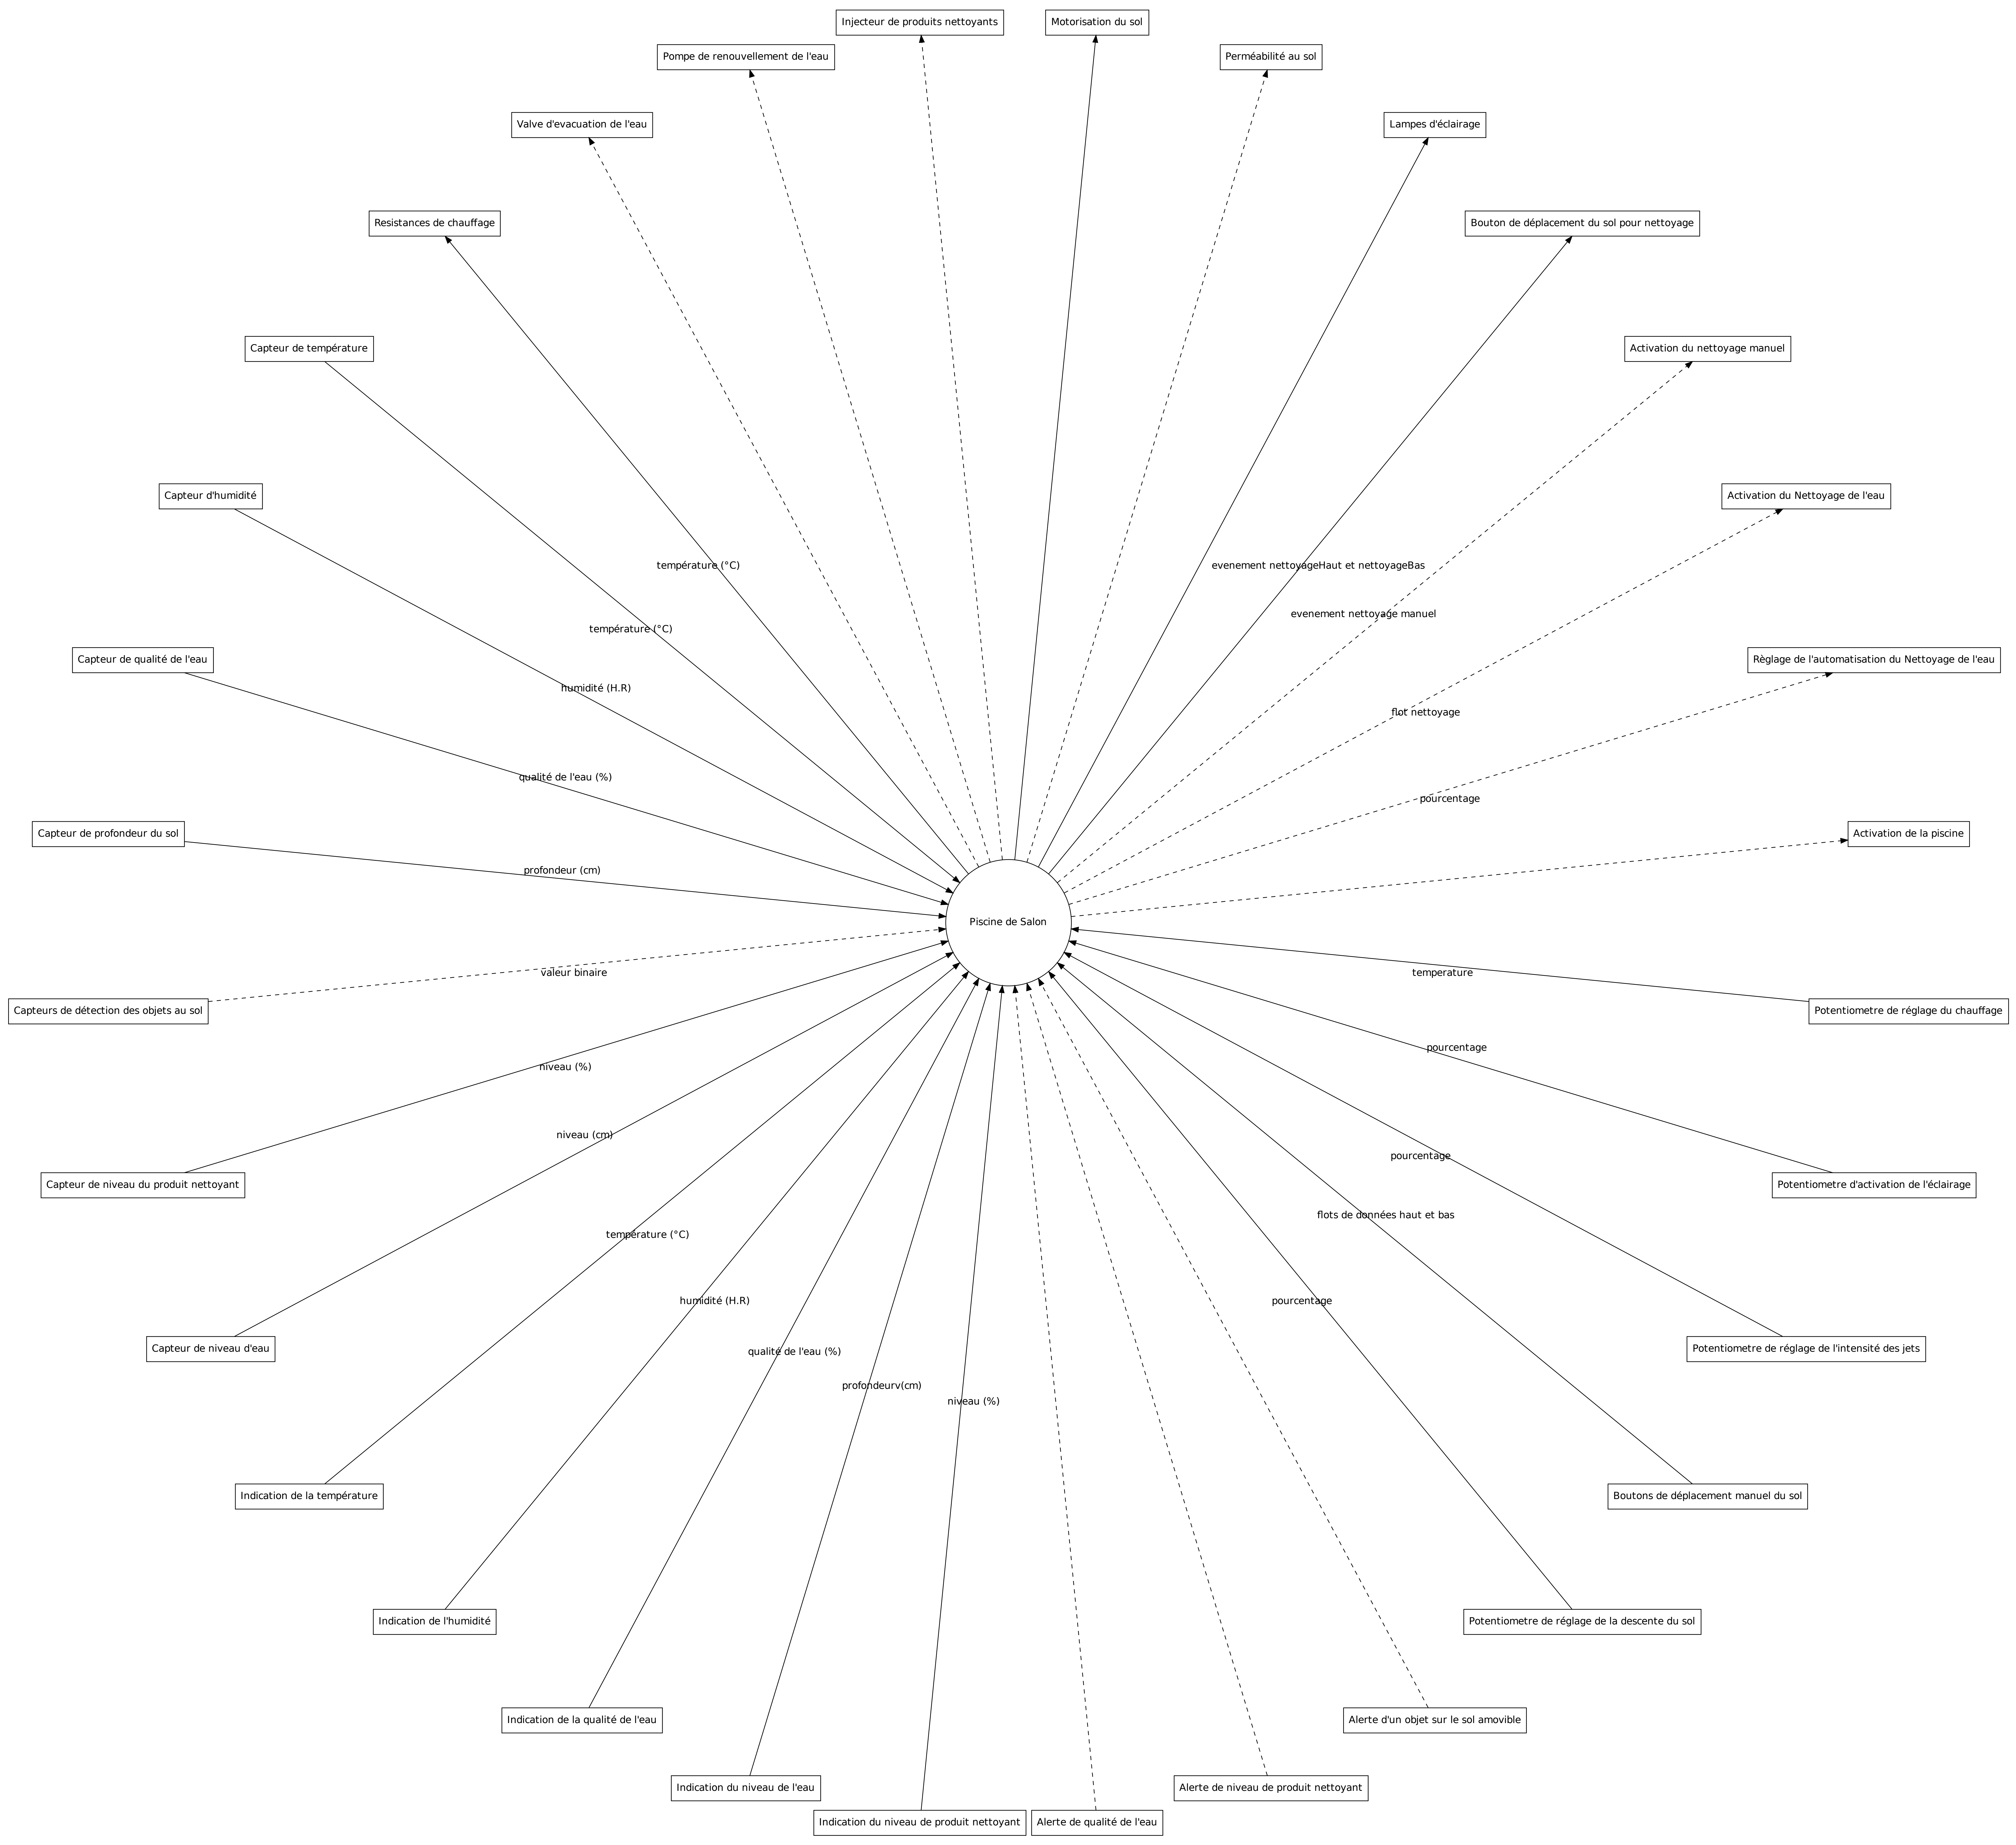 Injecteur de produits nettoyants
Motorisation du sol
Pompe de renouvellement de l'eau
Perméabilité au sol
Valve d'evacuation de l'eau
Lampes d'éclairage
Resistances de chauffage
Bouton de déplacement du sol pour nettoyage
Capteur de température
Activation du nettoyage manuel
Capteur d'humidité
Activation du Nettoyage de l'eau
température (°C)
evenement nettoyageHaut et nettoyageBas
evenement nettoyage manuel
température (°C)
Capteur de qualité de l'eau
Règlage de l'automatisation du Nettoyage de l'eau
humidité (H.R)
flot nettoyage
qualité de l'eau (%)
pourcentage
Capteur de profondeur du sol
Activation de la piscine
profondeur (cm)
Piscine de Salon
valeur binaire
temperature
Capteurs de détection des objets au sol
Potentiometre de réglage du chauffage
pourcentage
niveau (%)
niveau (cm)
pourcentage
Capteur de niveau du produit nettoyant
Potentiometre d'activation de l'éclairage
flots de données haut et bas
température (°C)
humidité (H.R)
pourcentage
Capteur de niveau d'eau
Potentiometre de réglage de l'intensité des jets
qualité de l'eau (%)
profondeurv(cm)
niveau (%)
Indication de la température
Boutons de déplacement manuel du sol
Indication de l'humidité
Potentiometre de réglage de la descente du sol
Indication de la qualité de l'eau
Alerte d'un objet sur le sol amovible
Indication du niveau de l'eau
Alerte de niveau de produit nettoyant
Indication du niveau de produit nettoyant
Alerte de qualité de l'eau